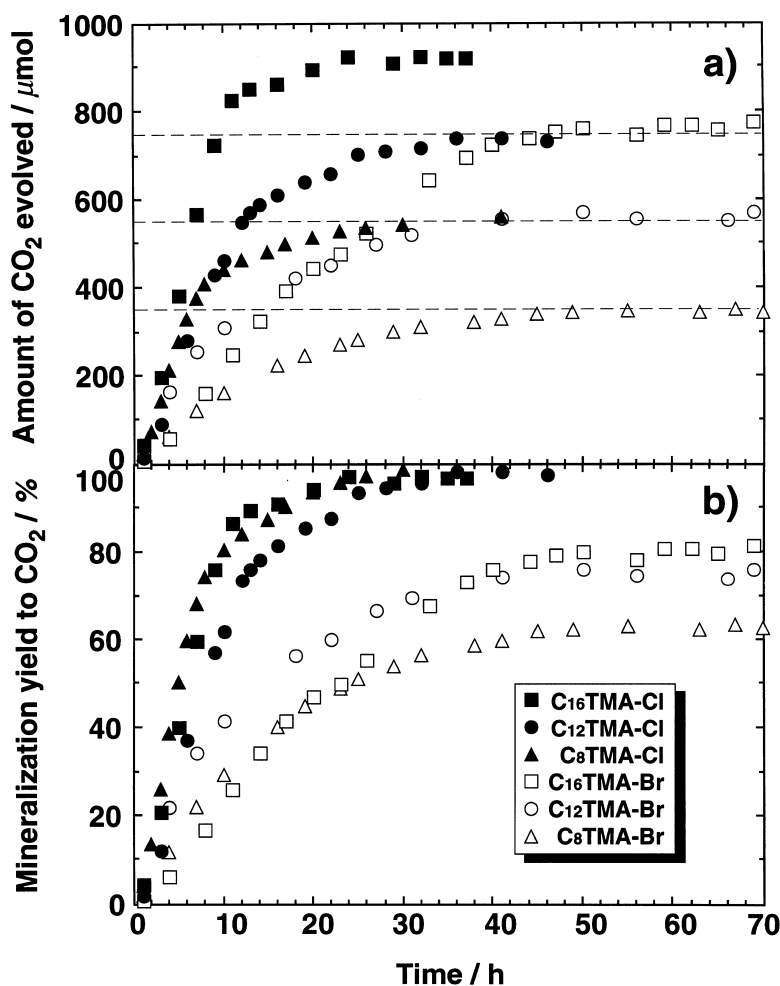 Amount of CO2 evolved / μmol
1000
800
600
400
200
0
a)
Mineralization yield to CO2 / %
100
80
60
40
20
0
b)
C16TMA-Cl
C12TMA-Cl
C8TMA-Cl
C16TMA-Br
C12TMA-Br
C8TMA-Br
0 10 20 30 40 50 60 70
Time / h